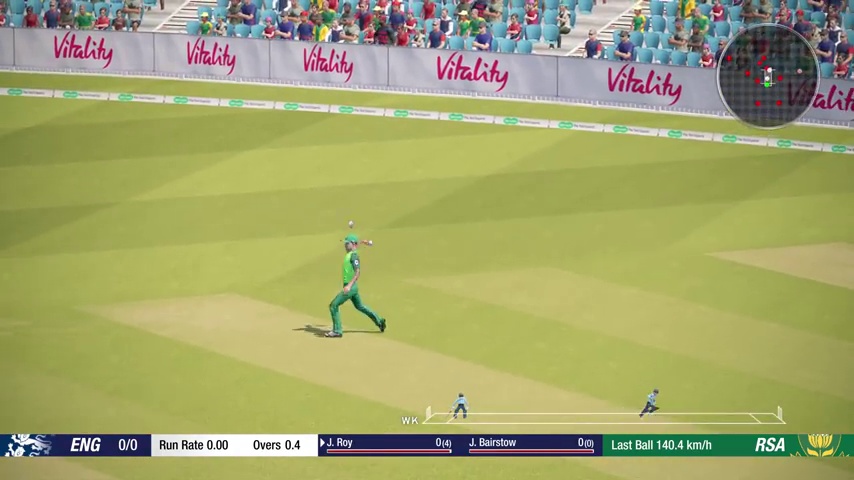 Vitality Vitality Vitality Vitality Vitality Vitality
WK
ENG 0/0 Run Rate 0.00 Overs 0.4 J. Roy 0(4) J. Bairstow 0(0) Last Ball 140.4 km/h RSA